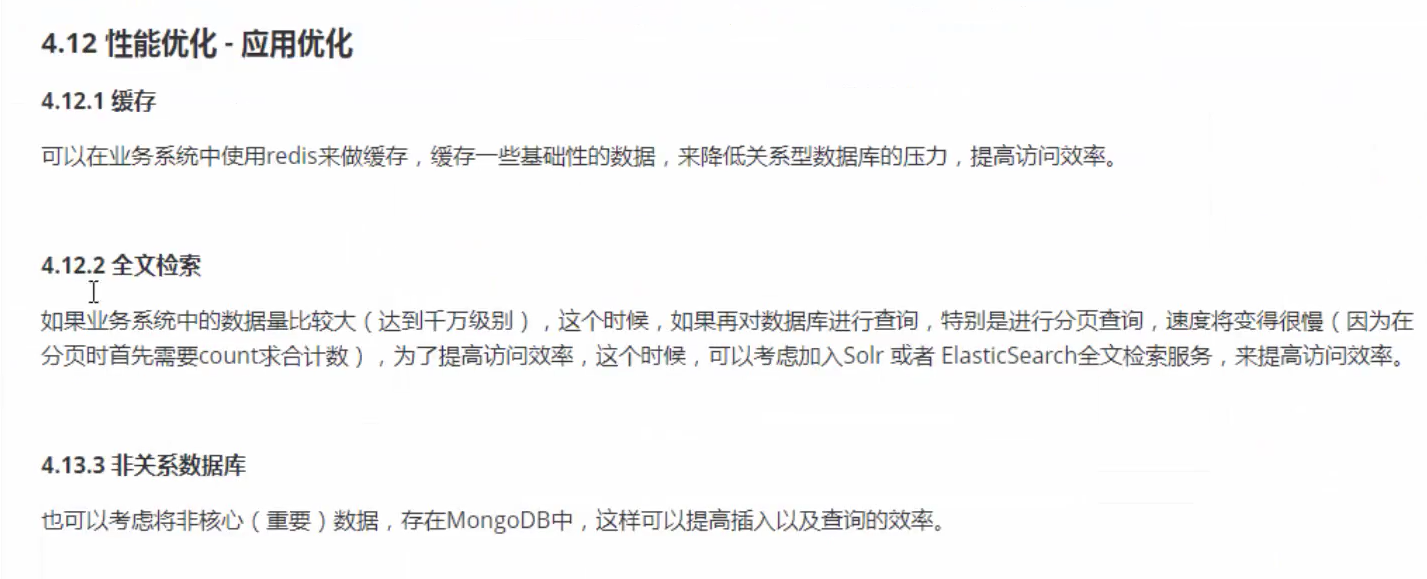 4.12 性能优化 - 应用优化
4.12.1 缓存
可以在业务系统中使用redis来做缓存，缓存一些基础性的数据，来降低关系型数据库的压力，提高访问效率。
4.12.2 全文检索
如果业务系统中的数据量比较大（达到千万级别），这个时候，如果再对数据库进行查询，特别是进行分页查询，速度将变得很慢（因为在
分页时首先需要count求合计数），为了提高访问效率，这个时候，可以考虑加入Solr 或者 ElasticSearch全文检索服务，来提高访问效率。
4.13.3 非关系数据库
也可以考虑将非核心（重要）数据，存在MongoDB中，这样可以提高插入以及查询的效率。